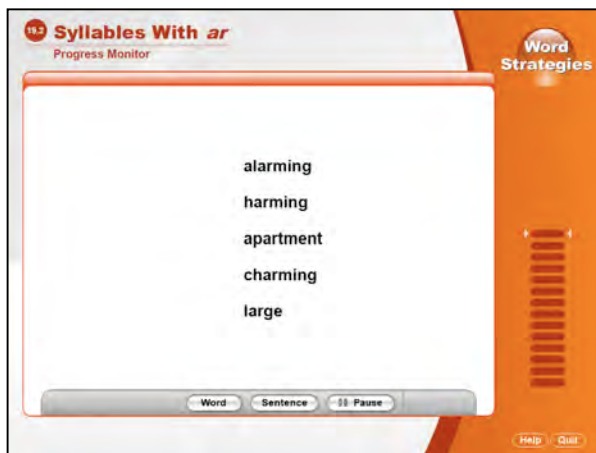 19.2 Syllables With ar
Progress Monitor
Word
Strategies
alarming
harming
apartment
charming
large
Word Sentence Pause
Help Quit